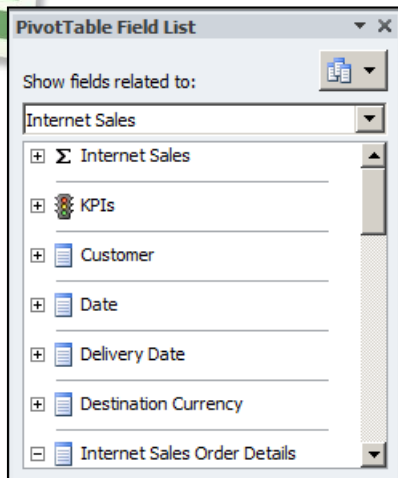 PivotTable Field List
Show fields related to:
Internet Sales
Σ Internet Sales
KPIs
Customer
Date
Delivery Date
Destination Currency
Internet Sales Order Details